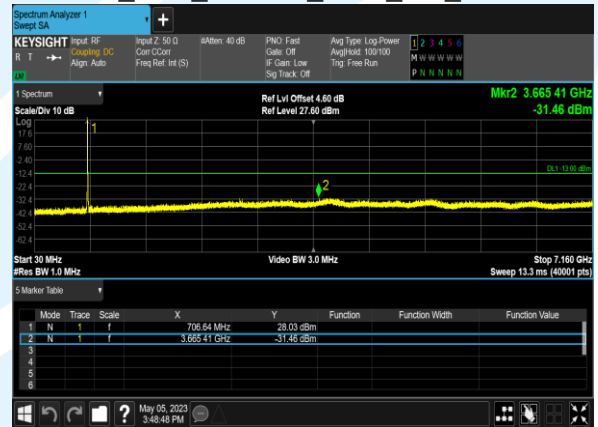 Spectrum Analyzer 1
Swept SA
+
KEYSIGHT Input: RF Input Z: 50 Ω #Atten: 40 dB PNO: Fast Avg Type: Log-Power 1 2 3 4 5 6
R T Coupling: DC Corr CCorr Gate: Off Avg|Hold: 100/100 M W W W W W
Align: Auto Freq Ref: Int (S) IF Gain: Low Trig: Free Run
LW Sig Track: Off P N N N N N
1 Spectrum Ref Lvl Offset 4.60 dB Mkr2 3.665 41 GHz
Scale/Div 10 dB Ref Level 27.60 dBm -31.46 dBm
Log
1
17.6
7.60
-2.40
DL1 -13.00 dBm
-12.4
-22.4
2
-32.4
-42.4
-52.4
-62.4
Start 30 MHz Video BW 3.0 MHz Stop 7.160 GHz
#Res BW 1.0 MHz Sweep 13.3 ms (40001 pts)
5 Marker Table
Mode Trace Scale X Y Function Function Width Function Value
1 N 1 f 706.64 MHz 28.03 dBm
2 N 1 f 3.665 41 GHz -31.46 dBm
3
4
5
6
? May 05, 2023
3:48:48 PM